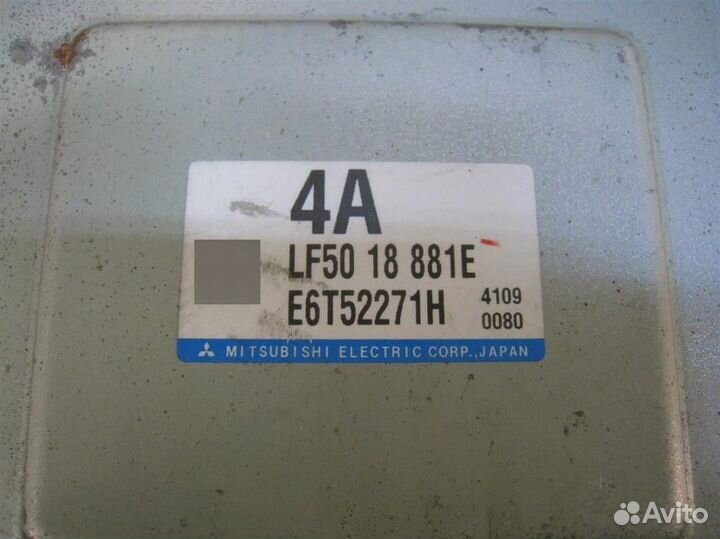 4A
LF50 18 881E
E6T52271H 4109
0080
MITSUBISHI ELECTRIC CORP., JAPAN
Avito